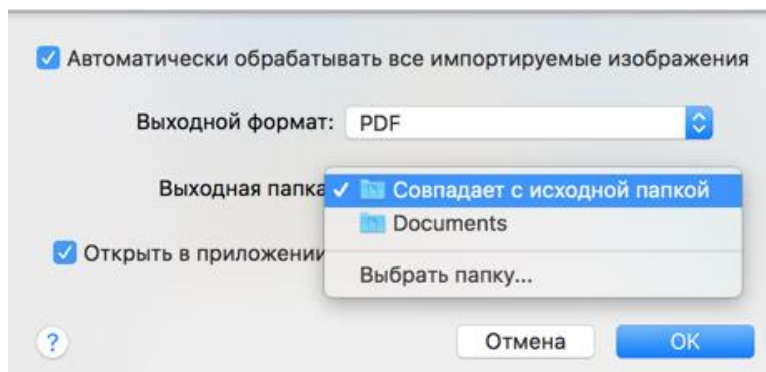 Автоматически обрабатывать все импортируемые изображения
Выходной формат: PDF
Выходная папка
Совпадает с исходной папкой
Documents
Открыть в приложении
Выбрать папку...
? Отмена OK